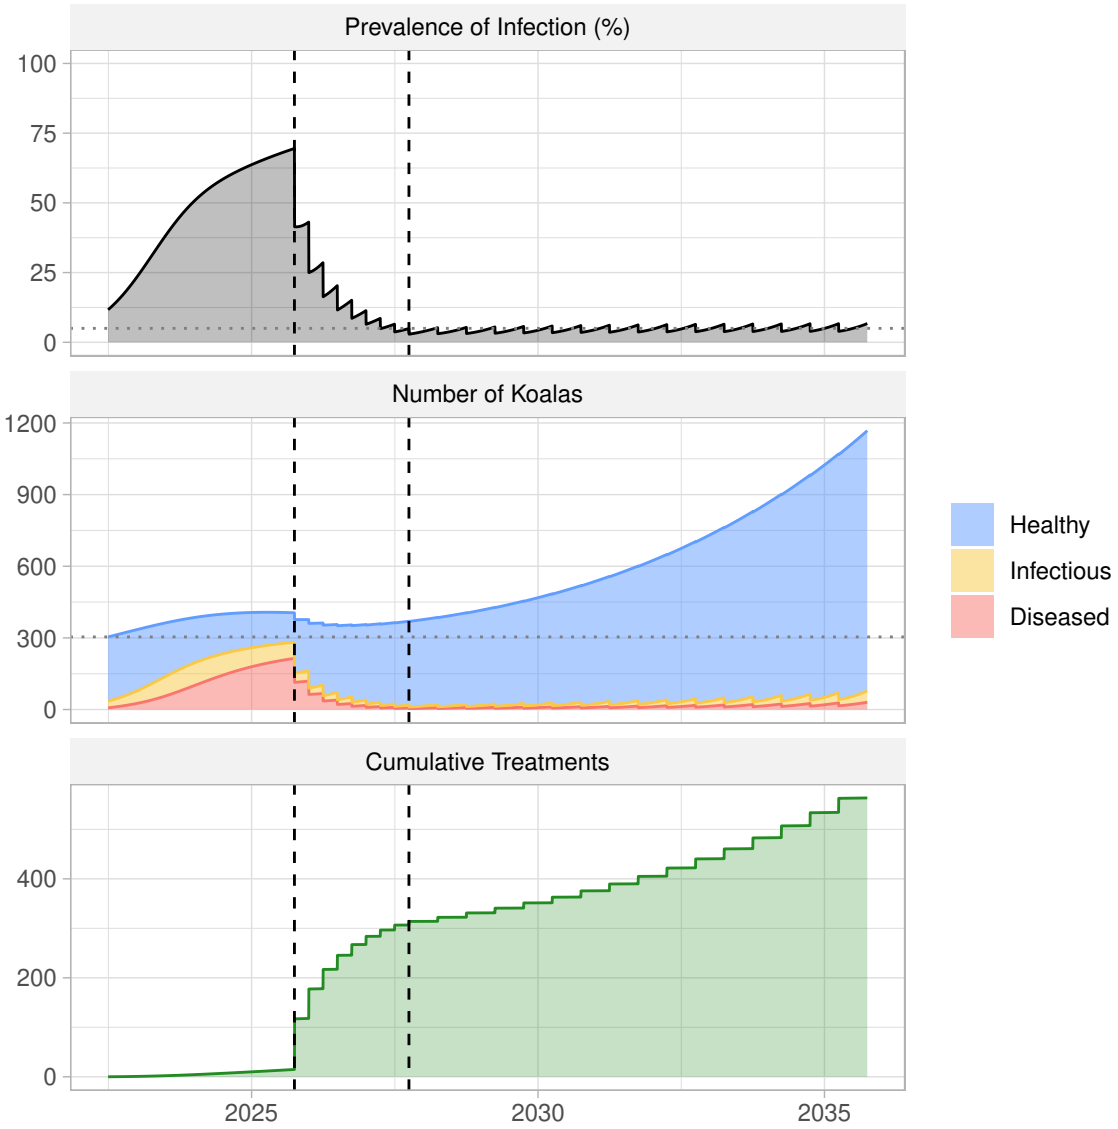 Prevalence of Infection (%)
100
75
50
25
0
Number of Koalas
1200
900
600
300
0
Healthy
Infectious
Diseased
Cumulative Treatments
400
200
0
2025
2030
2035